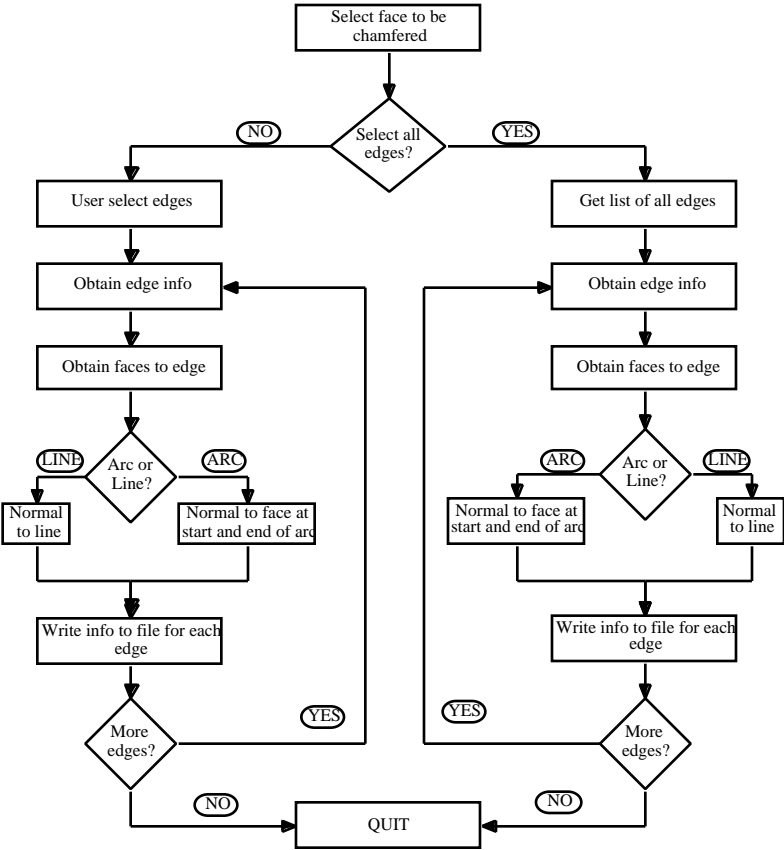 Select face to be
chamfered
Select all
edges?
NO
YES
User select edges
Get list of all edges
Obtain edge info
Obtain edge info
Obtain faces to edge
Obtain faces to edge
Arc or
Line?
LINE
ARC
Arc or
Line?
ARC
LINE
Normal
to line
Normal to face at
start and end of arc
Normal to face at
start and end of arc
Normal
to line
Write info to file for each
edge
Write info to file for each
edge
More
edges?
YES
YES
More
edges?
NO
NO
QUIT